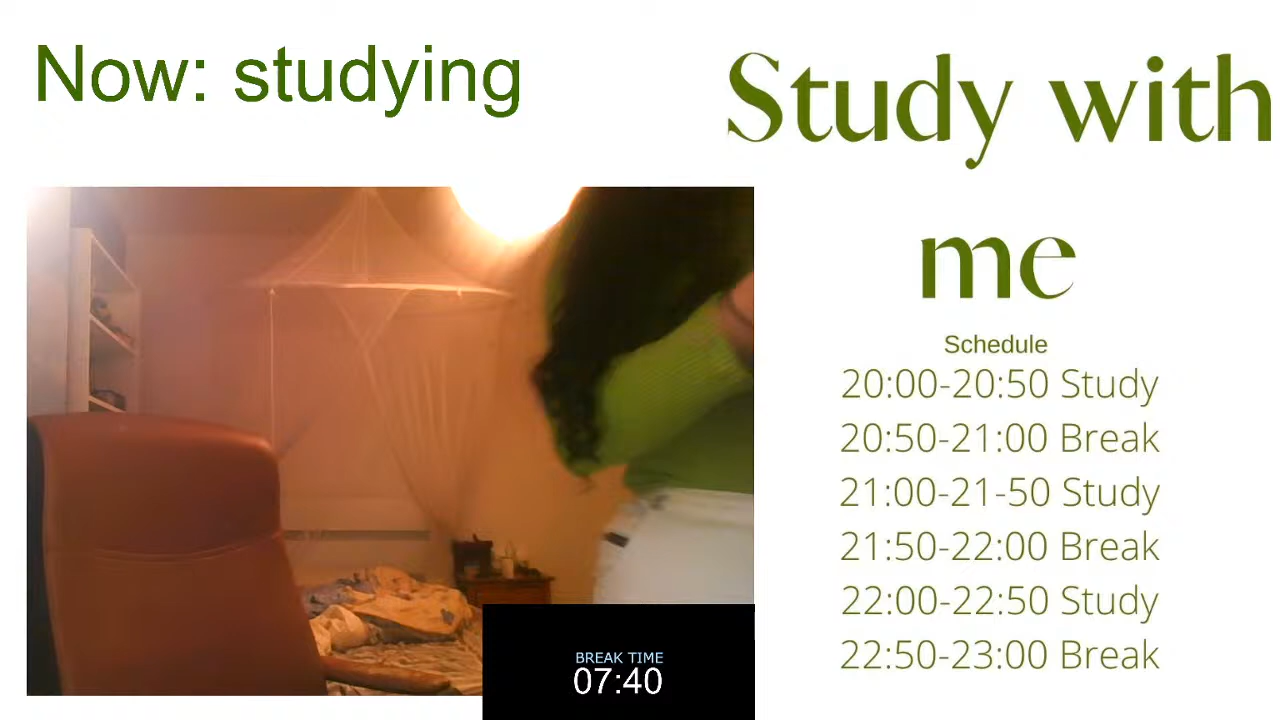 Now: studying
Study with
me
Schedule
20:00-20:50 Study
20:50-21:00 Break
21:00-21-50 Study
21:50-22:00 Break
22:00-22:50 Study
22:50-23:00 Break
BREAK TIME
07:40